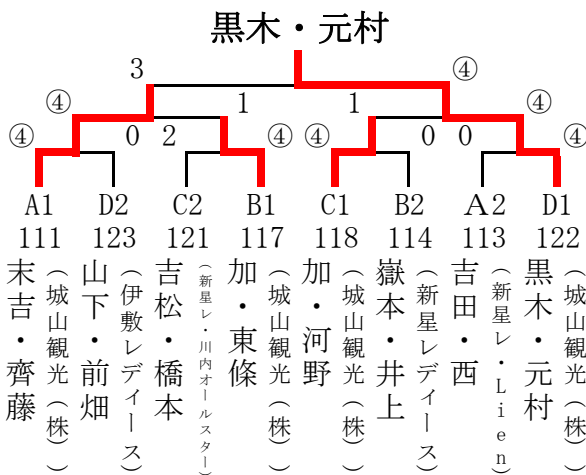 黒木・元村
3 ④
④ 1 1 ④
④ 0 2 ④ ④ 0 0 ④
A1 D2 C2 B1 C1 B2 A2 D1
111 123 121 117 118 114 113 122
末吉・齊藤
(城山観光(株))
山下・前畑
(伊敷レディース)
吉松・橋本
(新星レ・川内オールスター)
加・東條
(城山観光(株))
加・河野
(城山観光(株))
嶽本・井上
(新星レディース)
吉田・西
(新星レ・Lien)
黒木・元村
(城山観光(株))